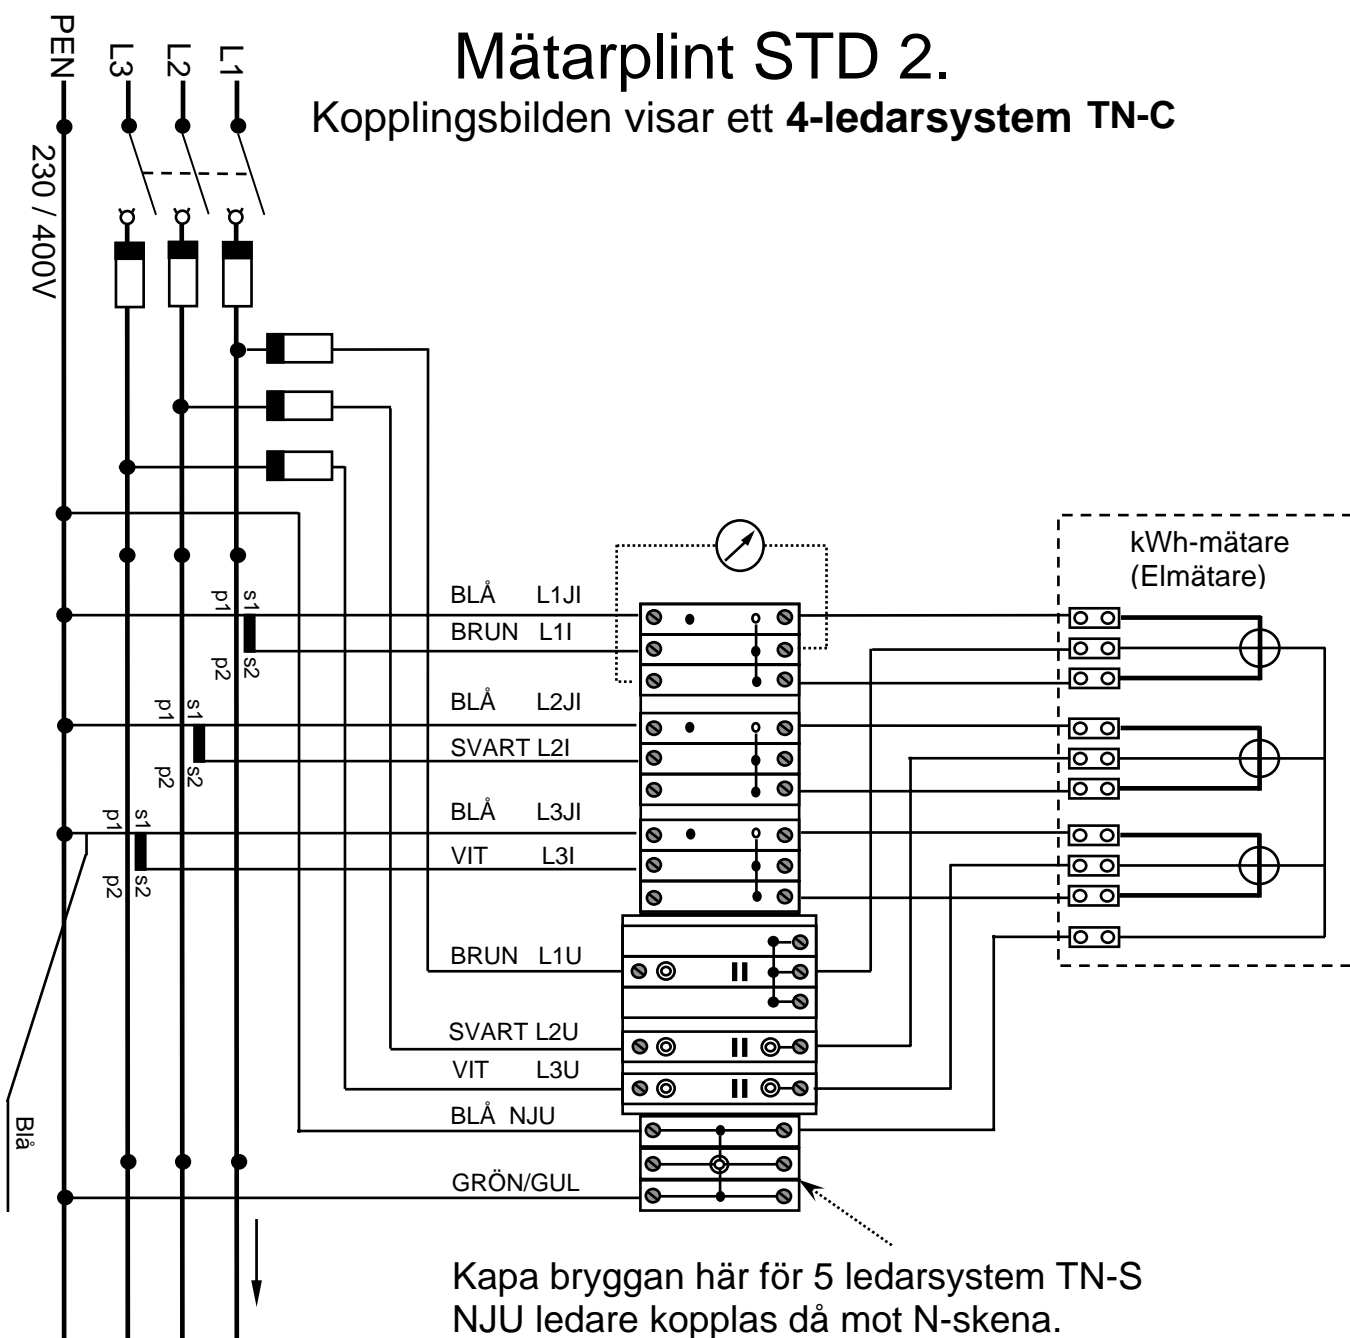 Mätarplint STD 2.
Kopplingsbilden visar ett 4-ledarsystem TN-C
PEN
L3
L2
L1
230 / 400V
kWh-mätare
(Elmätare)
BLÅ L1JI
BRUN L1I
p1 s1
p2 s2
BLÅ L2JI
SVART L2I
p1 s1
p2 s2
BLÅ L3JI
VIT L3I
p1 s1
p2 s2
BRUN L1U
SVART L2U
VIT L3U
BLÅ NJU
Blå
GRÖN/GUL
Kapa bryggan här för 5 ledarsystem TN-S
NJU ledare kopplas då mot N-skena.